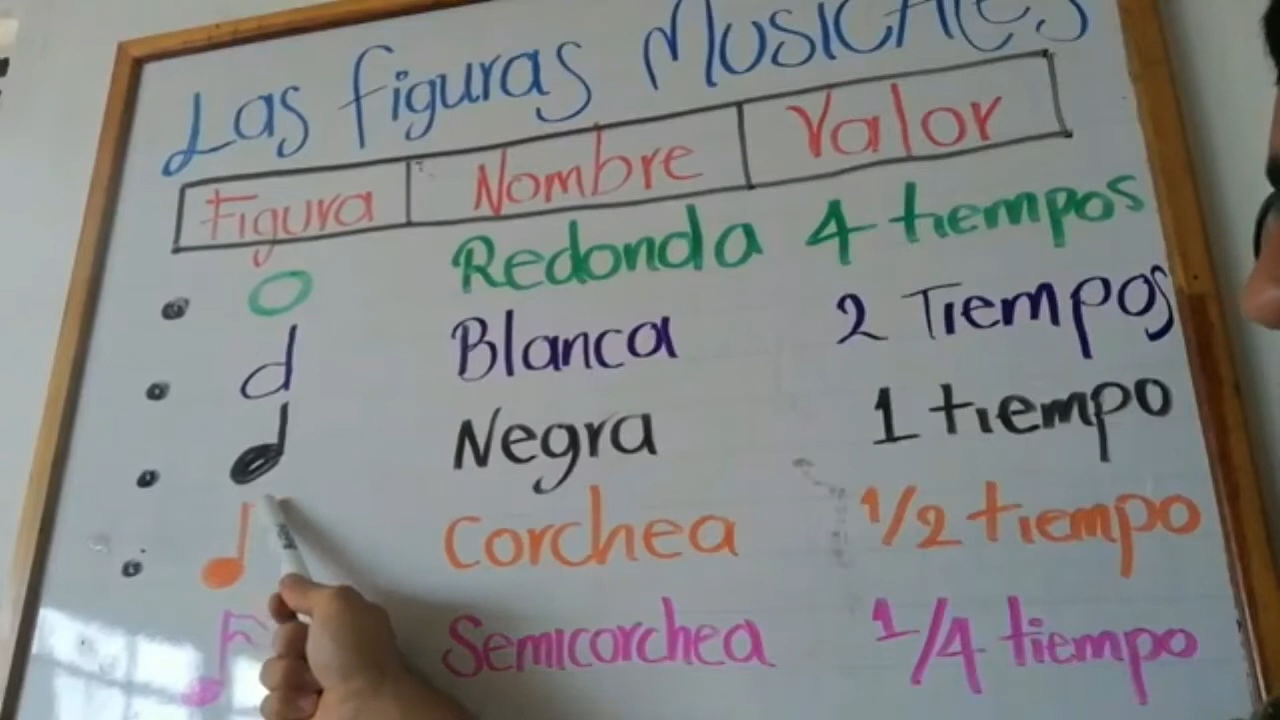 Las figuras MusicAles
Figura Nombre Valor
Redonda 4 tiempos
Blanca 2 Tiempos
Negra 1 tiempo
Corchea 1/2 tiempo
Semicorchea 1/4 tiempo